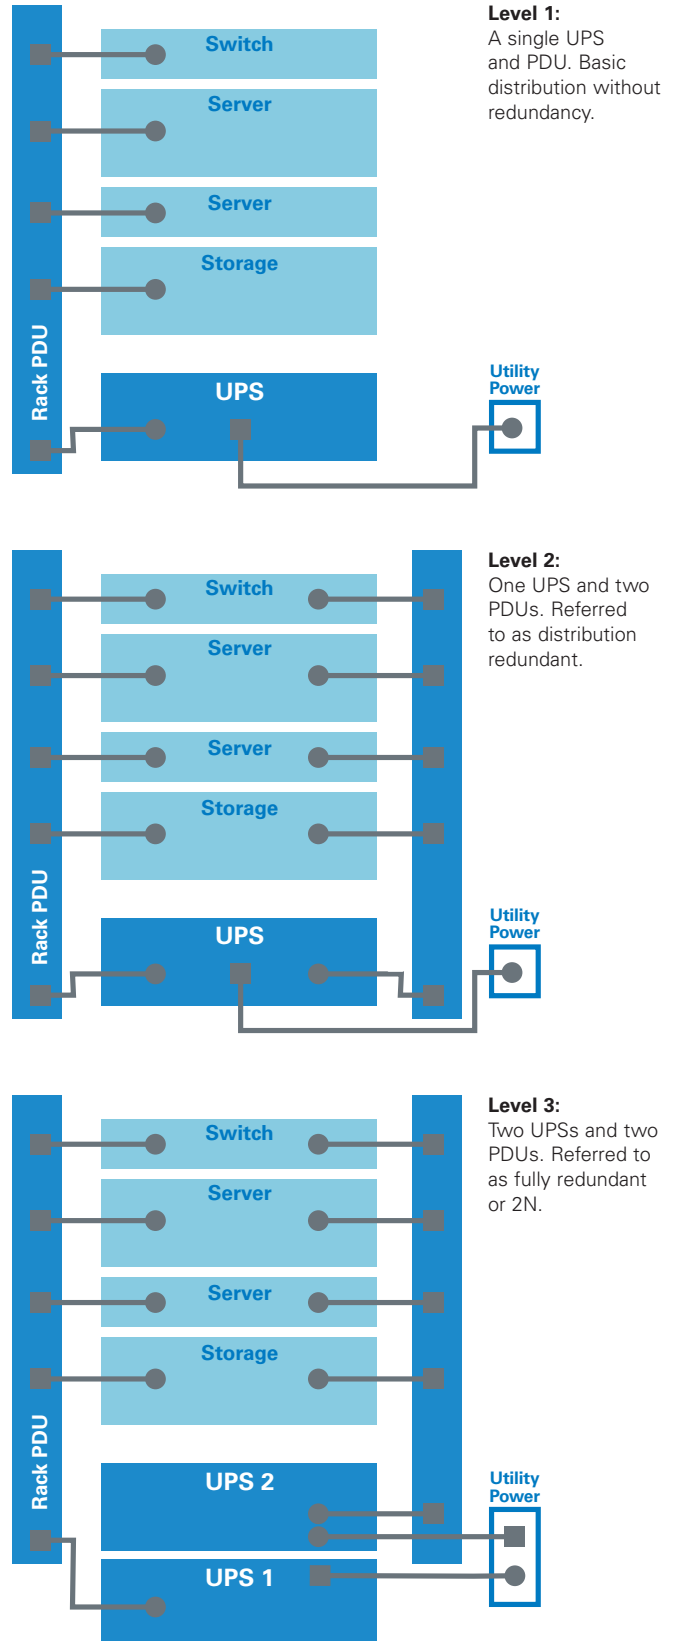 Level 1:
A single UPS
and PDU. Basic
distribution without
redundancy.
Switch
Server
Server
Storage
Rack PDU
UPS
Utility
Power
Level 2:
One UPS and two
PDUs. Referred
to as distribution
redundant.
Switch
Server
Server
Storage
Rack PDU
UPS
Utility
Power
Level 3:
Two UPSs and two
PDUs. Referred to
as fully redundant
or 2N.
Switch
Server
Server
Storage
Rack PDU
UPS 2
Utility
Power
UPS 1